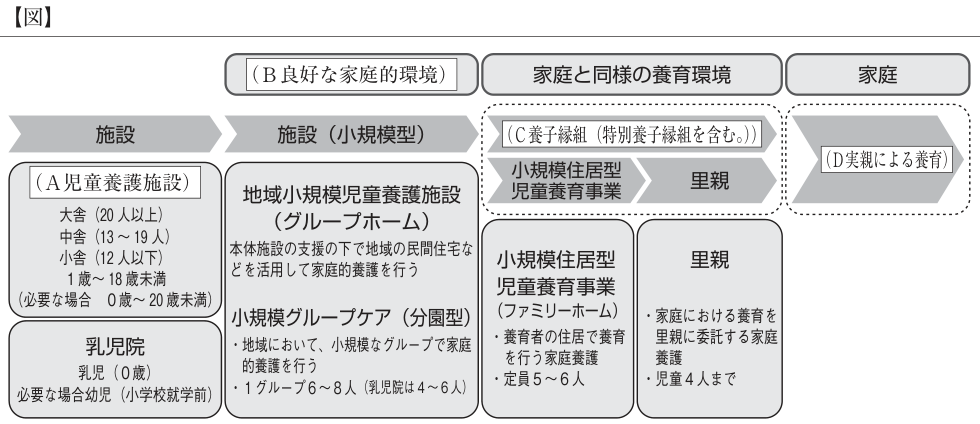 【図】
(B良好な家庭的環境)
家庭と同様の養育環境
家庭
施設
施設(小規模型)
(C養子縁組(特別養子縁組を含む。))
小規模住居型
児童養育事業
里親
(D実親による養育)
(A児童養護施設)
大舎(20人以上)
中舎(13~19人)
小舎(12人以下)
1歳~18歳未満
(必要な場合 0歳~20歳未満)
乳児院
乳児(0歳)
必要な場合幼児(小学校就学前)
地域小規模児童養護施設
(グループホーム)
本体施設の支援の下で地域の民間住宅な
どを活用して家庭的養護を行う
小規模グループケア(分園型)
・地域において、小規模なグループで家庭
的養護を行う
・1グループ6~8人(乳児院は4~6人)
小規模住居型
児童養育事業
(ファミリーホーム)
・養育者の住居で養育
を行う家庭養護
・定員5~6人
里親
・家庭における養育を
里親に委託する家庭
養護
・児童4人まで